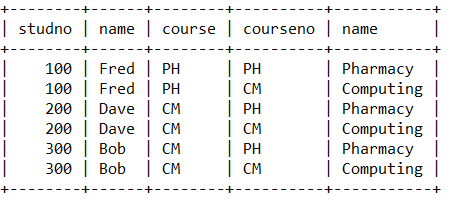 +--------+------+--------+----------+-----------+
| studno | name | course | courseno | name      |
+--------+------+--------+----------+-----------+
|    100 | Fred | PH     | PH       | Pharmacy  |
|    100 | Fred | PH     | CM       | Computing |
|    200 | Dave | CM     | PH       | Pharmacy  |
|    200 | Dave | CM     | CM       | Computing |
|    300 | Bob  | CM     | PH       | Pharmacy  |
|    300 | Bob  | CM     | CM       | Computing |
+--------+------+--------+----------+-----------+